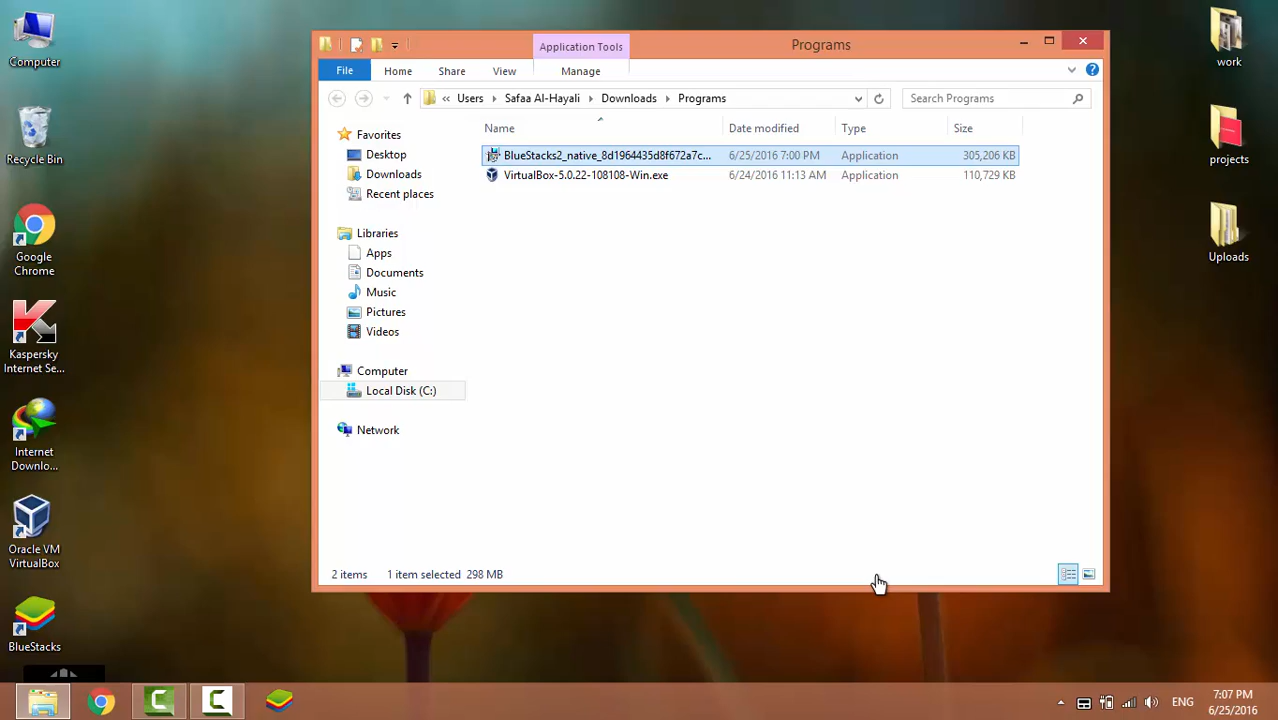 Computer
Recycle Bin
Google
Chrome
Kaspersky
Internet Se...
Internet
Downlo...
Oracle VM
VirtualBox
BlueStacks
Application Tools
Programs
File
Home
Share
View
Manage
«
Users
Safaa Al-Hayali
Downloads
Programs
Search Programs
Favorites
Desktop
Downloads
Recent places
Libraries
Apps
Documents
Music
Pictures
Videos
Computer
Local Disk (C:)
Network
Name
Date modified
Type
Size
BlueStacks2_native_8d1964435d8f672a7c... 6/25/2016 7:00 PM Application 305,206 KB
VirtualBox-5.0.22-108108-Win.exe 6/24/2016 11:13 AM Application 110,729 KB
2 items 1 item selected 298 MB
work
projects
Uploads
ENG
7:07 PM
6/25/2016